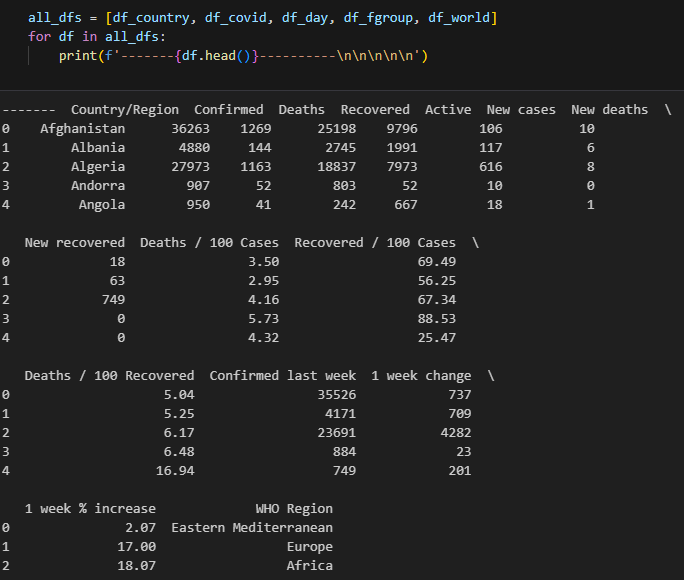 all_dfs = [df_country, df_covid, df_day, df_fgroup, df_world]
for df in all_dfs:
    print(f'-------{df.head()}----------\n\n\n\n\n')
-------  Country/Region  Confirmed  Deaths  Recovered  Active  New cases  New deaths  \
0    Afghanistan      36263    1269      25198    9796        106          10
1        Albania       4880     144       2745    1991        117           6
2        Algeria      27973    1163      18837    7973        616           8
3        Andorra        907      52        803      52         10           0
4         Angola        950      41        242     667         18           1
   New recovered  Deaths / 100 Cases  Recovered / 100 Cases  \
0             18                3.50                  69.49
1             63                2.95                  56.25
2            749                4.16                  67.34
3              0                5.73                  88.53
4              0                4.32                  25.47
   Deaths / 100 Recovered  Confirmed last week  1 week change  \
0                    5.04                35526            737
1                    5.25                 4171            709
2                    6.17                23691           4282
3                    6.48                  884             23
4                   16.94                  749            201
   1 week % increase             WHO Region
0               2.07  Eastern Mediterranean
1              17.00                 Europe
2              18.07                 Africa